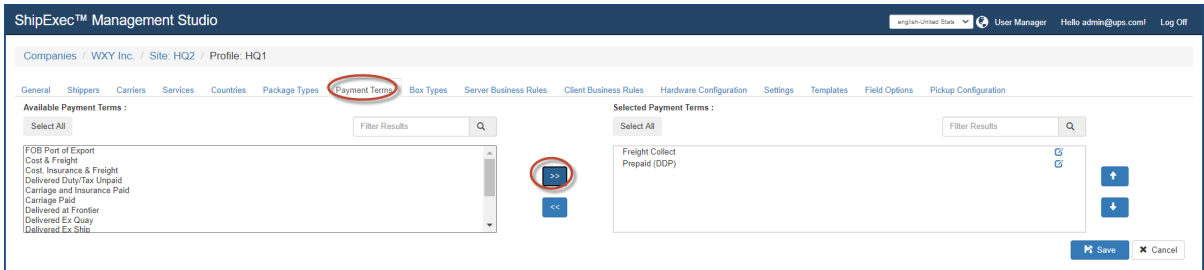 ShipExec™ Management Studio
english-United State
User Manager
Hello admin@ups.com!
Log Off
Companies / WXY Inc. / Site: HQ2 / Profile: HQ1
General Shippers Carriers Services Countries Package Types Payment Terms Box Types Server Business Rules Client Business Rules Hardware Configuration Settings Templates Field Options Pickup Configuration
Available Payment Terms :
Select All
Filter Results
FOB Port of Export
Cost & Freight
Cost, Insurance & Freight
Delivered Duty/Tax Unpaid
Carriage and Insurance Paid
Carriage Paid
Delivered at Frontier
Delivered Ex Quay
Delivered Ex Ship
>>
<<
Selected Payment Terms :
Select All
Filter Results
Freight Collect
Prepaid (DDP)
Save
Cancel